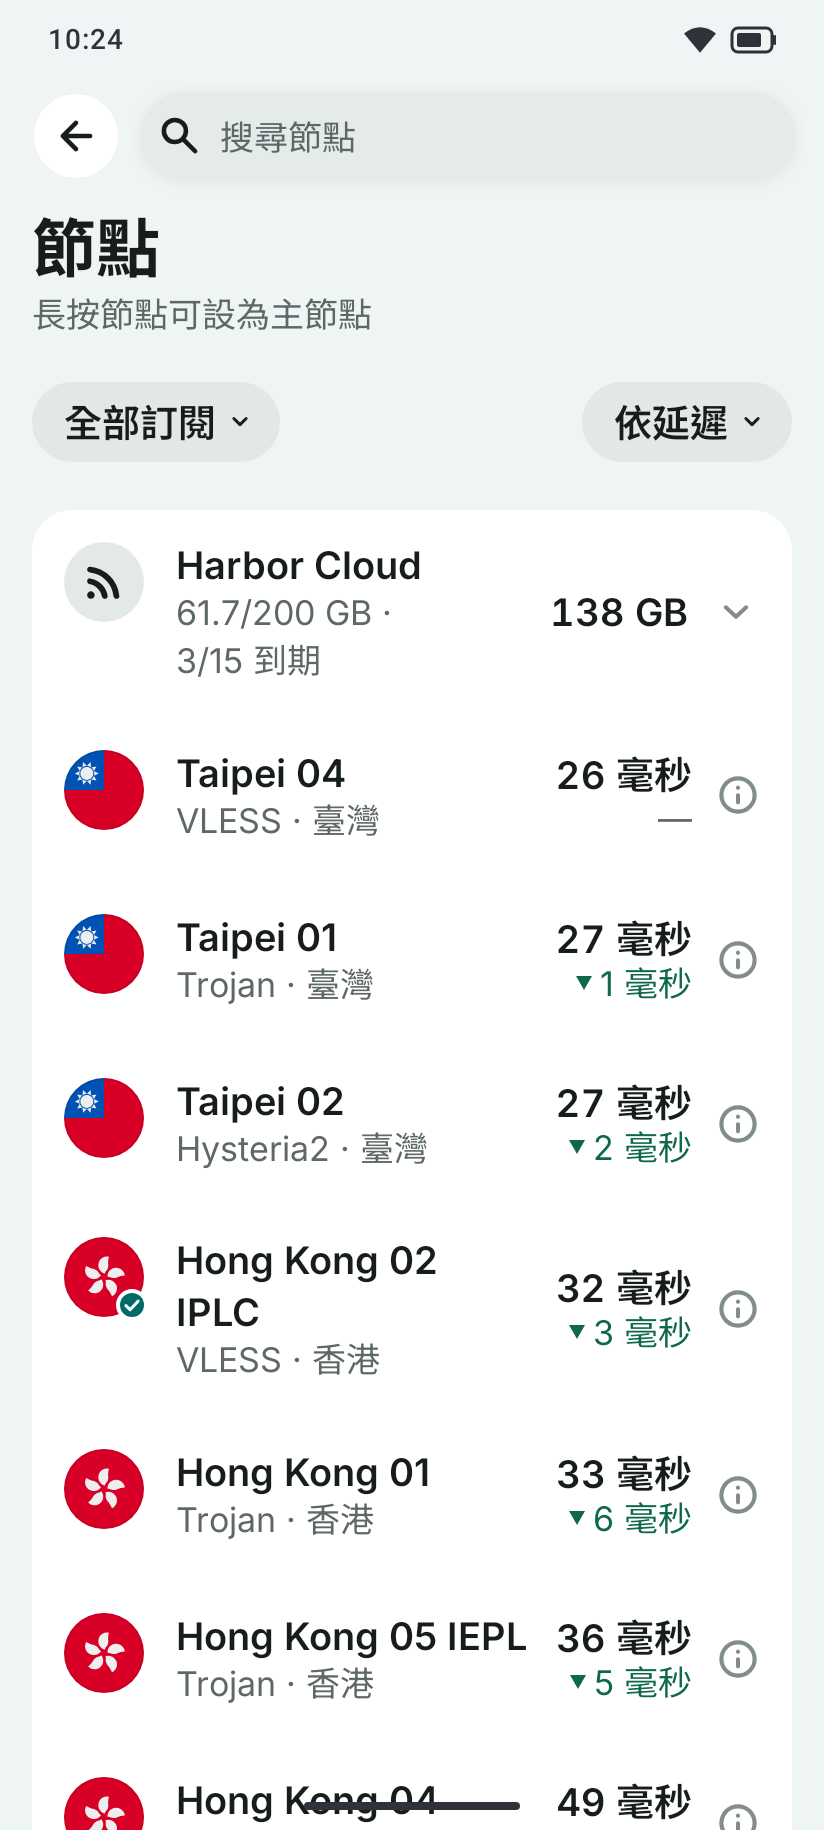 10:24
搜尋節點
節點
長按節點可設為主節點
全部訂閱
依延遲
Harbor Cloud
61.7/200 GB ·
3/15 到期
138 GB
Taipei 04
VLESS · 臺灣
26 毫秒
—
Taipei 01
Trojan · 臺灣
27 毫秒
▼1 毫秒
Taipei 02
Hysteria2 · 臺灣
27 毫秒
▼2 毫秒
Hong Kong 02
IPLC
VLESS · 香港
32 毫秒
▼3 毫秒
Hong Kong 01
Trojan · 香港
33 毫秒
▼6 毫秒
Hong Kong 05 IEPL
Trojan · 香港
36 毫秒
▼5 毫秒
Hong Kong 04
49 毫秒